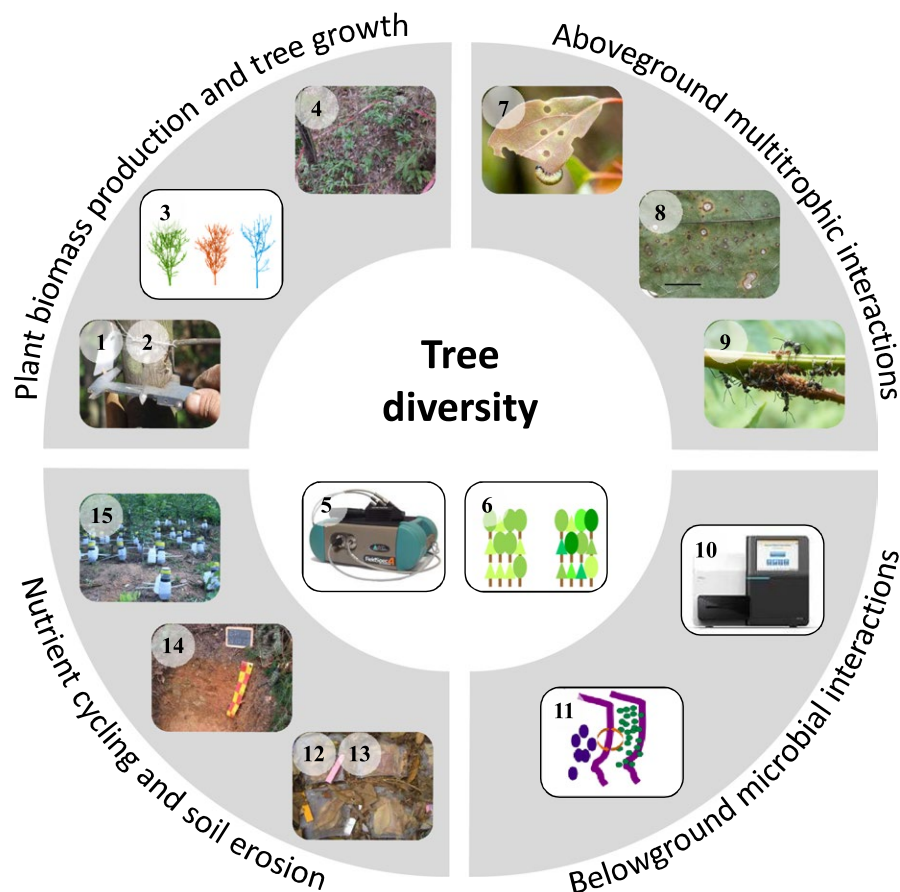 Plant biomass production and tree growth
Aboveground multitrophic interactions
4
7
3
8
1
2
9
Tree
diversity
5
6
15
10
14
11
12
13
Nutrient cycling and soil erosion
Belowground microbial interactions